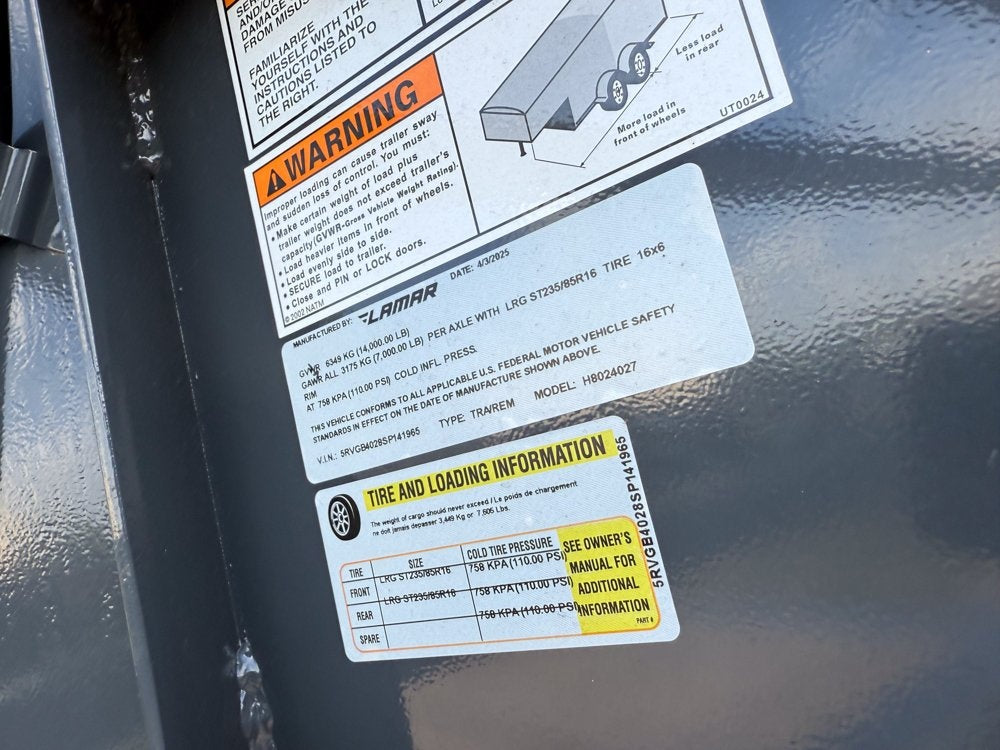 AND/O
DAMAGE
FROM MISUS
FAMILIARIZE
YOURSELF WITH THE
INSTRUCTIONS AND
CAUTIONS LISTED TO
THE RIGHT.
WARNING
Improper loading can cause trailer sway
and sudden loss of control. You must:
• Make certain weight of load plus
trailer weight does not exceed trailer's
capacity(GVWR-Gross Vehicle Weight Rating).
• Load heavier items in front of wheels.
• Load evenly side to side.
• SECURE load to trailer.
• Close and PIN or LOCK doors.
© 2002 NATM
Less load
in rear
More load in
front of wheels
UT0024
MANUFACTURED BY: LAMAR DATE: 4/3/2025
GVWR 6349 KG (14,000.00 LB)
GAWR ALL 3175 KG (7,000.00 LB) PER AXLE WITH LRG ST235/85R16 TIRE 16x6
RIM
AT 758 KPA (110.00 PSI) COLD INFL. PRESS.
THIS VEHICLE CONFORMS TO ALL APPLICABLE U.S. FEDERAL MOTOR VEHICLE SAFETY
STANDARDS IN EFFECT ON THE DATE OF MANUFACTURE SHOWN ABOVE.
V.I.N.: 5RVGB4028SP141965 TYPE TRA/REM MODEL: H8024027
TIRE AND LOADING INFORMATION
The weight of cargo should never exceed / Le poids de chargement
ne doit jamais depasser 3,449 Kg or 7,605 Lbs.
TIRE SIZE COLD TIRE PRESSURE
FRONT LRG ST235/85R16 758 KPA (110.00 PSI)
REAR LRG ST235/85R16 758 KPA (110.00 PSI)
SPARE 758 KPA (110.00 PSI)
SEE OWNER'S
MANUAL FOR
ADDITIONAL
INFORMATION
PART #
5RVGB4028SP141965